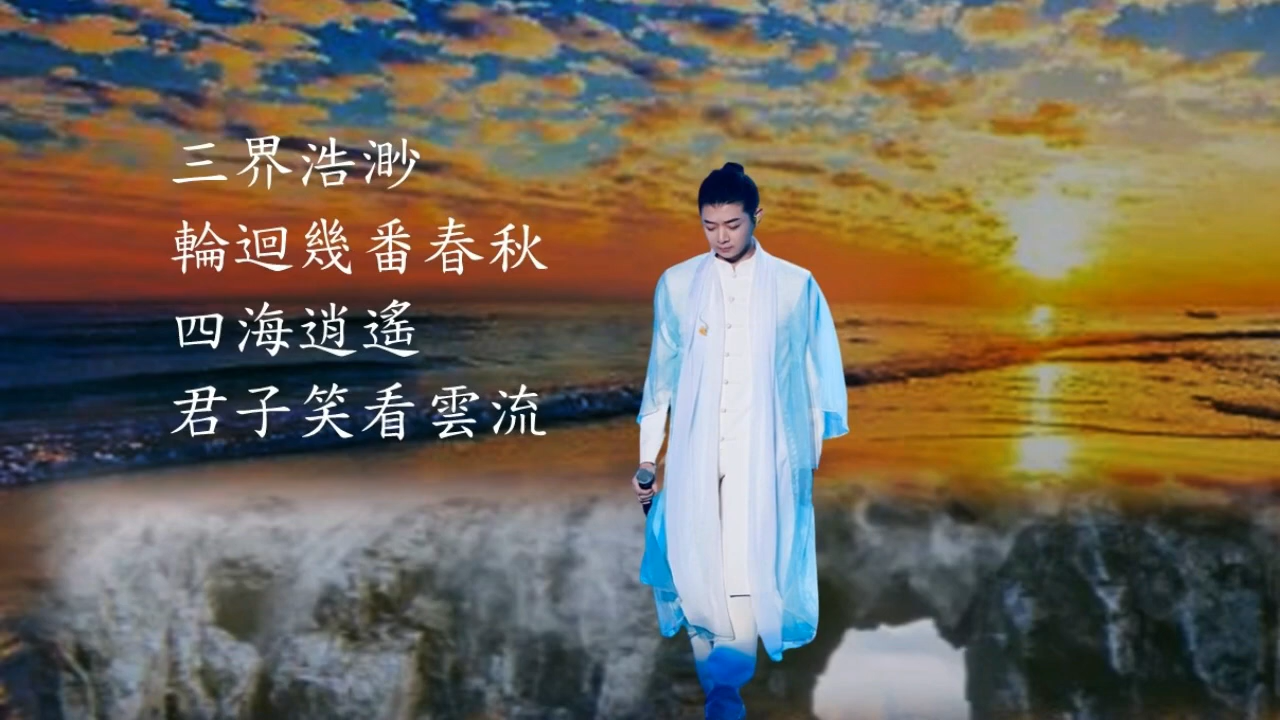 三界浩渺
輪迴幾番春秋
四海逍遙
君子笑看雲流